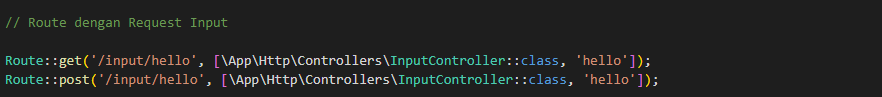 // Route dengan Request Input
Route::get('/input/hello', [\App\Http\Controllers\InputController::class, 'hello']);
Route::post('/input/hello', [\App\Http\Controllers\InputController::class, 'hello']);